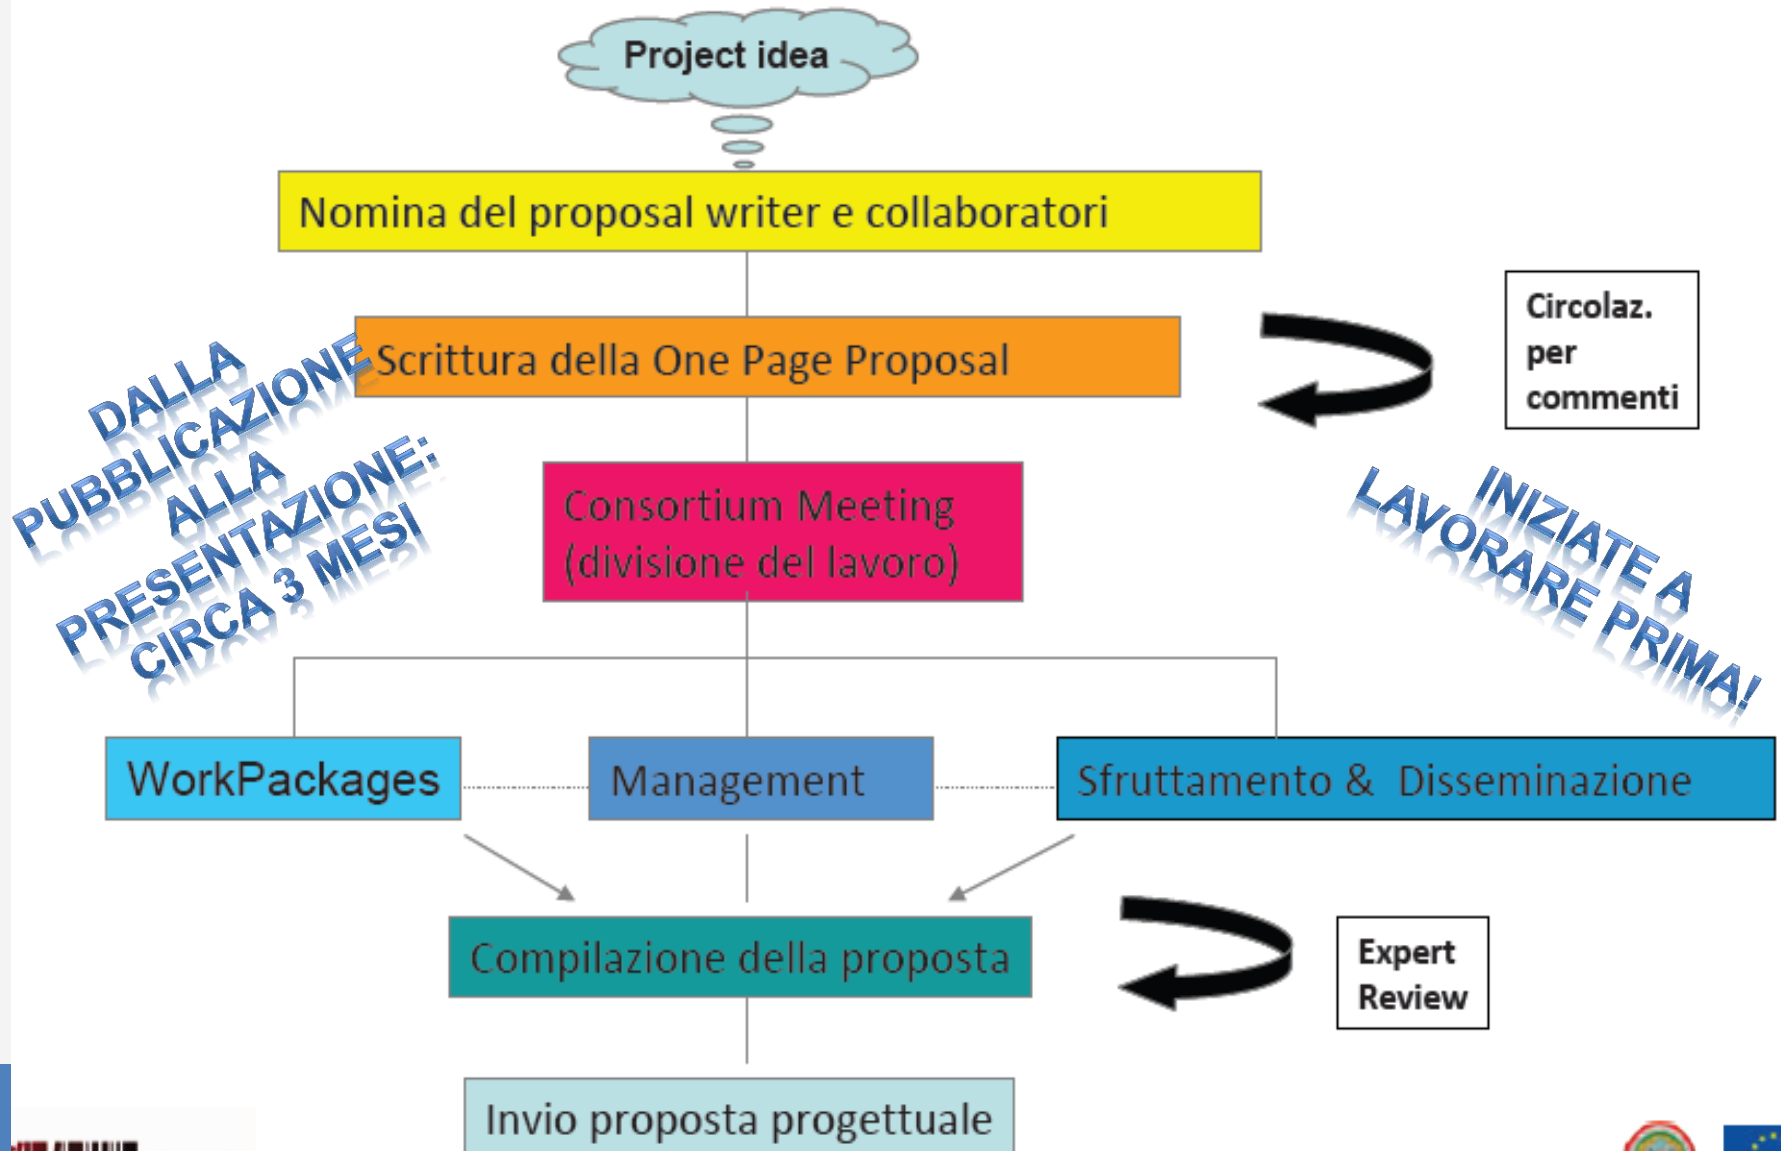 Project idea
Nomina del proposal writer e collaboratori
Scrittura della One Page Proposal
Circolaz.
per
commenti
DALLA
PUBBLICAZIONE
ALLA
PRESENTAZIONE:
CIRCA 3 MESI
Consortium Meeting
(divisione del lavoro)
INIZIATE A
LAVORARE PRIMA!
WorkPackages
Management
Sfruttamento & Disseminazione
Compilazione della proposta
Expert
Review
Invio proposta progettuale